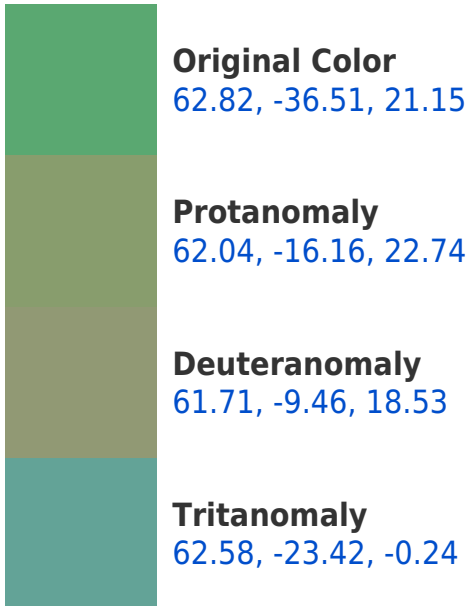 Original Color
62.82, -36.51, 21.15
Protanomaly
62.04, -16.16, 22.74
Deuteranomaly
61.71, -9.46, 18.53
Tritanomaly
62.58, -23.42, -0.24